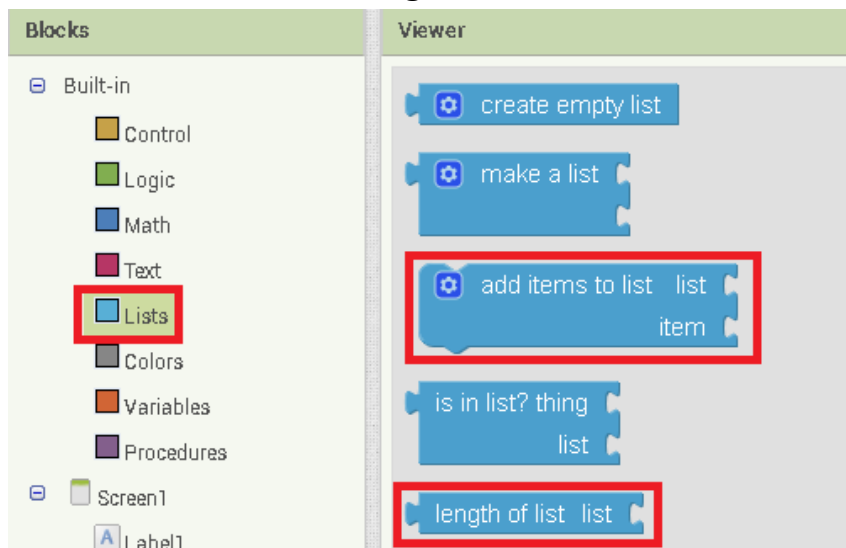 Blocks
Built-in
Control
Logic
Math
Text
Lists
Colors
Variables
Procedures
Screen1
A Label1
Viewer
create empty list
make a list
add items to list list
item
is in list? thing
list
length of list list